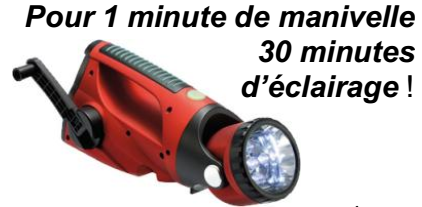 Pour 1 minute de manivelle
30 minutes
d'éclairage !